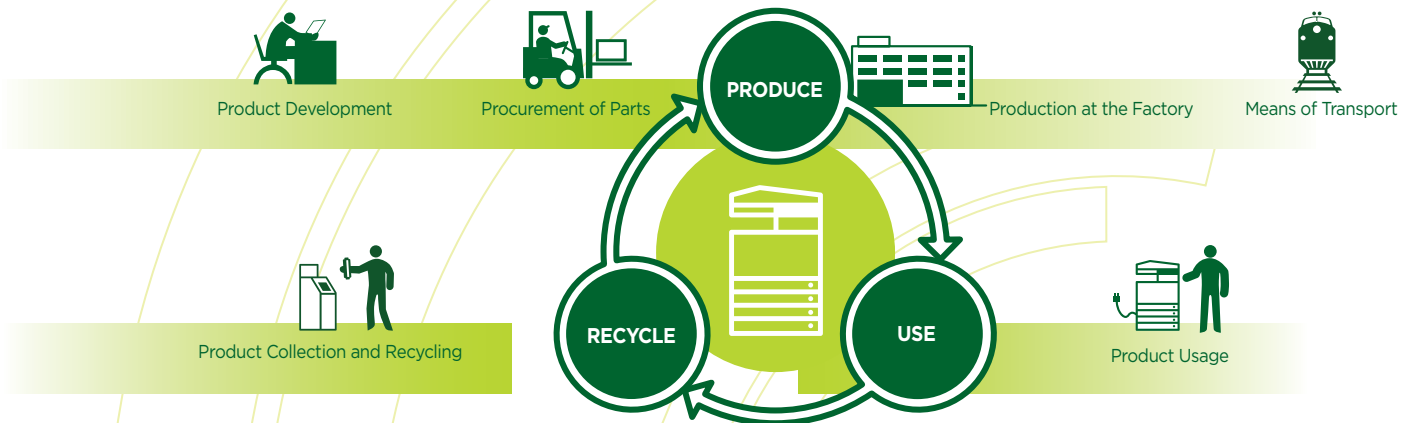 PRODUCE
Product Development
Procurement of Parts
Production at the Factory
Means of Transport
RECYCLE
USE
Product Collection and Recycling
Product Usage